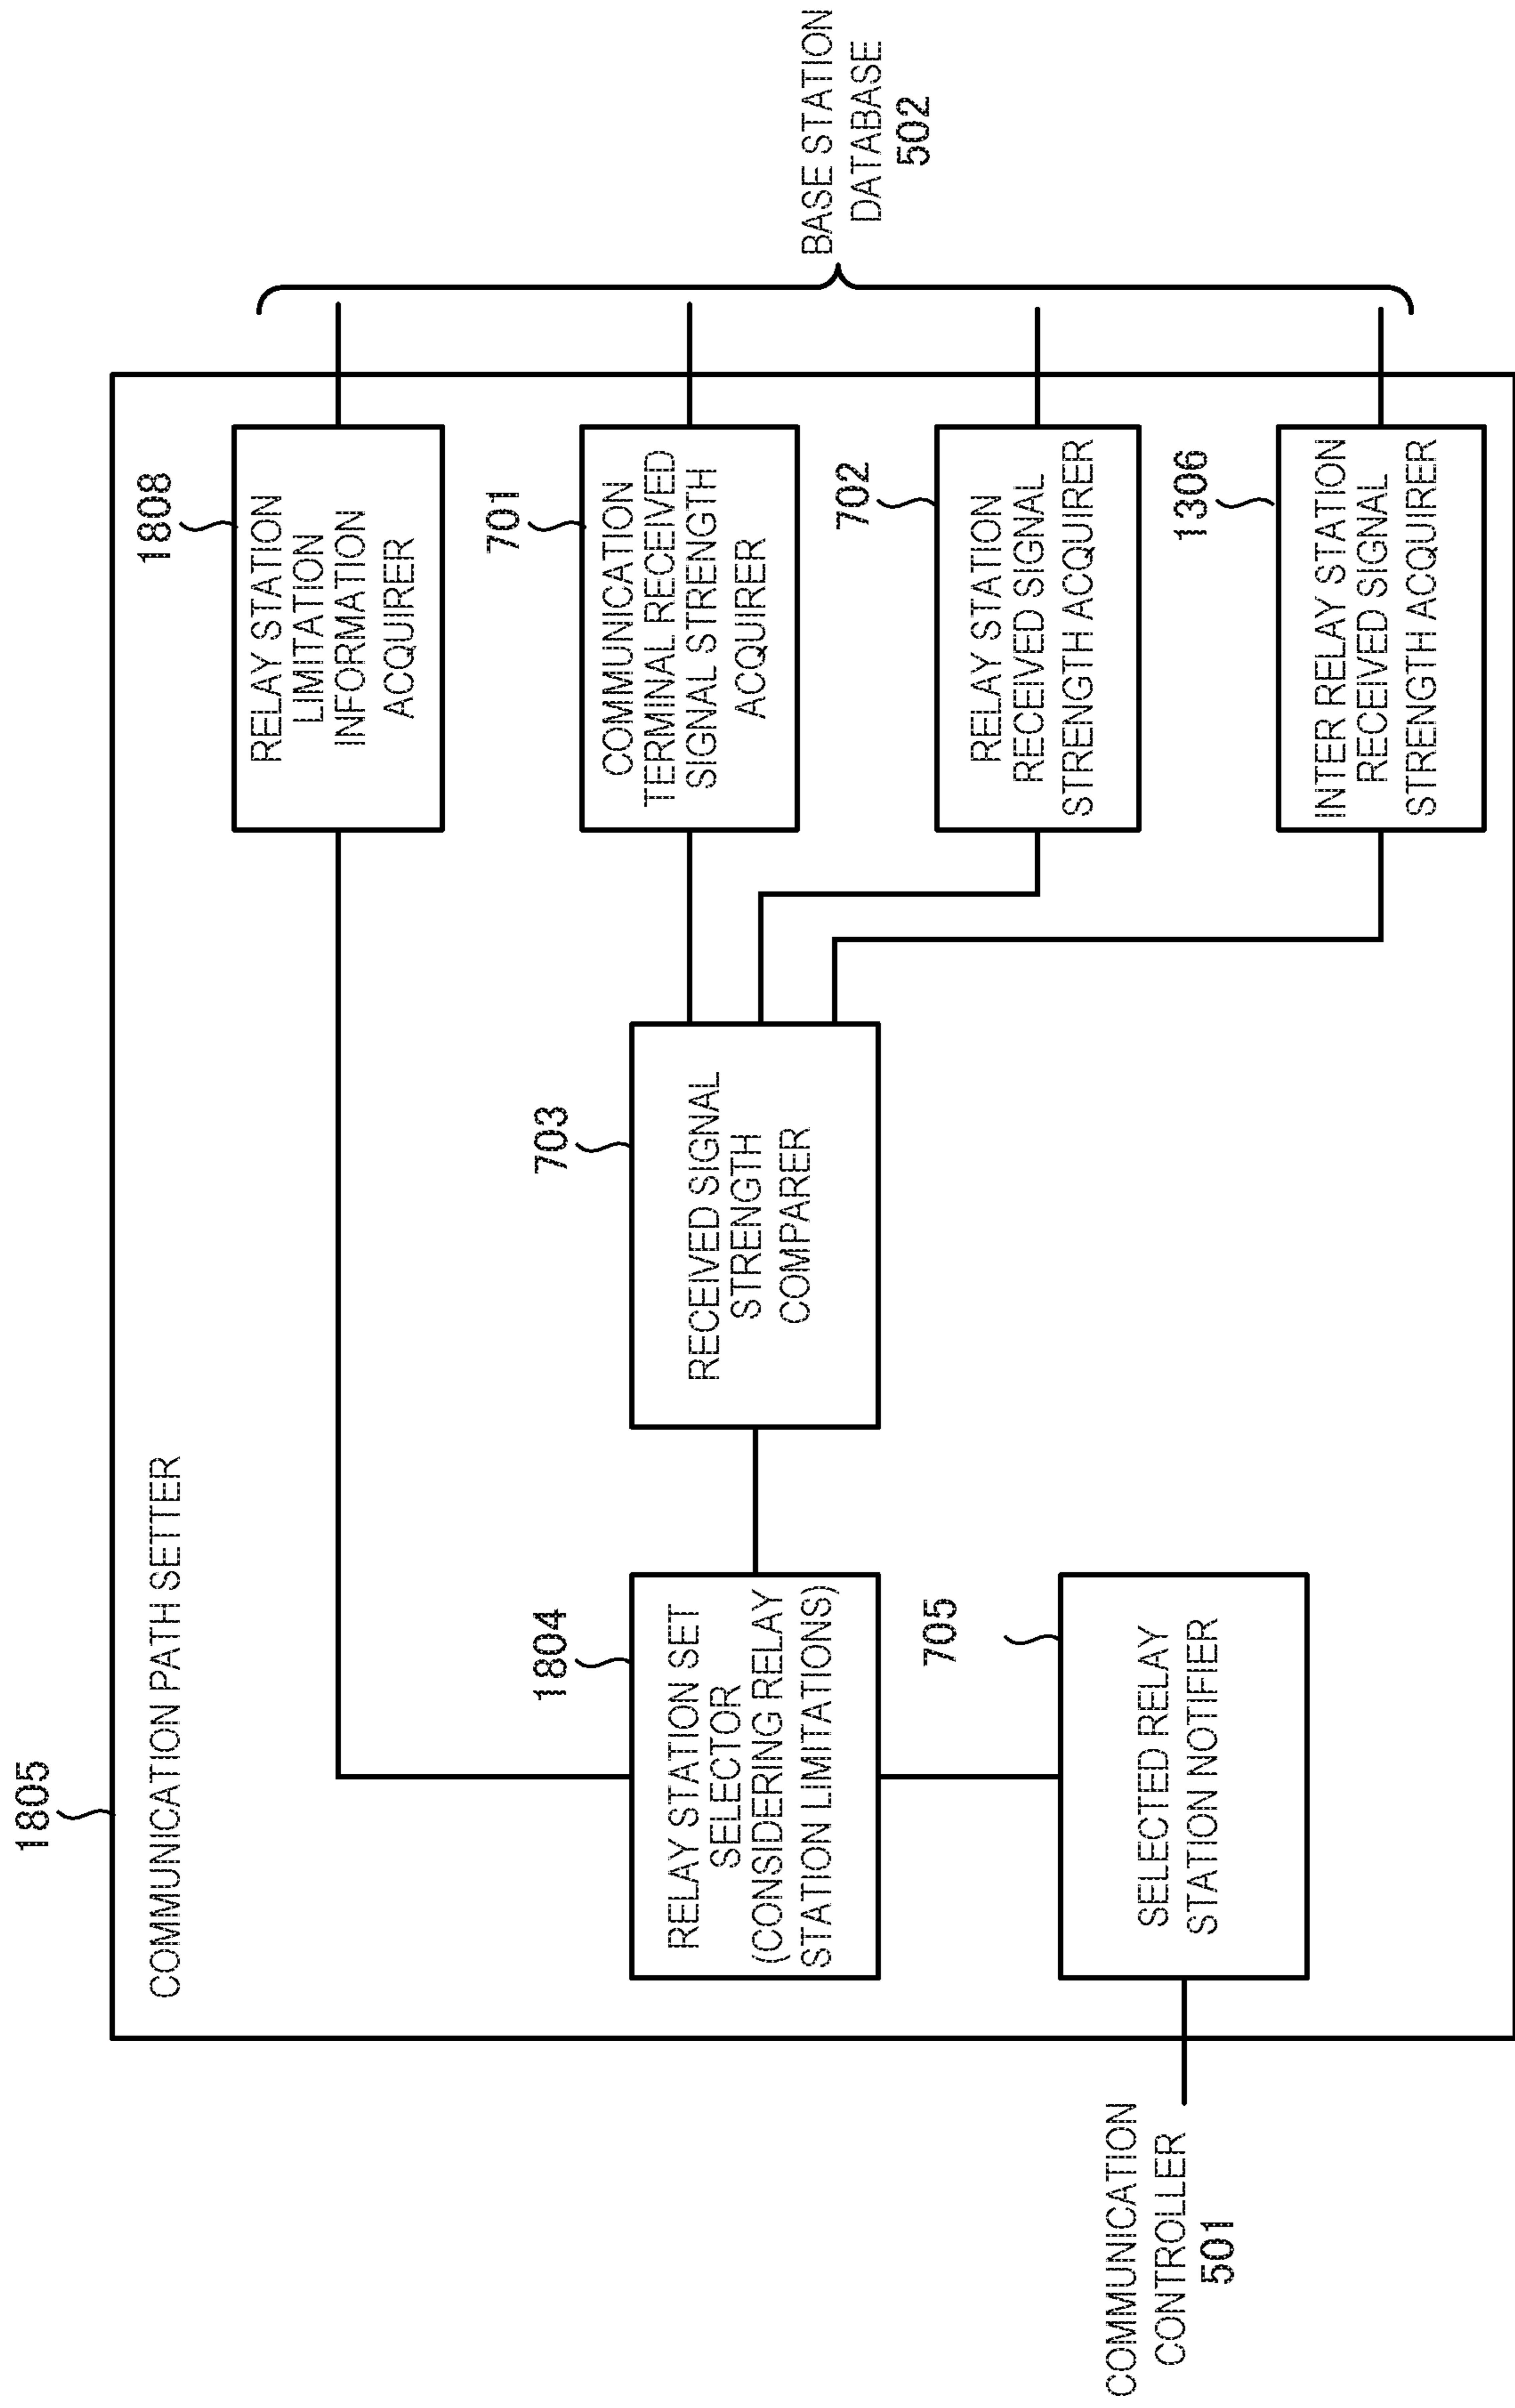 1805
COMMUNICATION PATH SETTER
1808
RELAY STATION
LIMITATION
INFORMATION
ACQUIRER
701
COMMUNICATION
TERMINAL RECEIVED
SIGNAL STRENGTH
ACQUIRER
702
RELAY STATION
RECEIVED SIGNAL
STRENGTH ACQUIRER
1306
INTER RELAY STATION
RECEIVED SIGNAL
STRENGTH ACQUIRER
703
RECEIVED SIGNAL
STRENGTH
COMPARER
1804
RELAY STATION SET
SELECTOR
(CONSIDERING RELAY
STATION LIMITATIONS)
705
SELECTED RELAY
STATION NOTIFIER
COMMUNICATION
CONTROLLER
501
BASE STATION
DATABASE
502